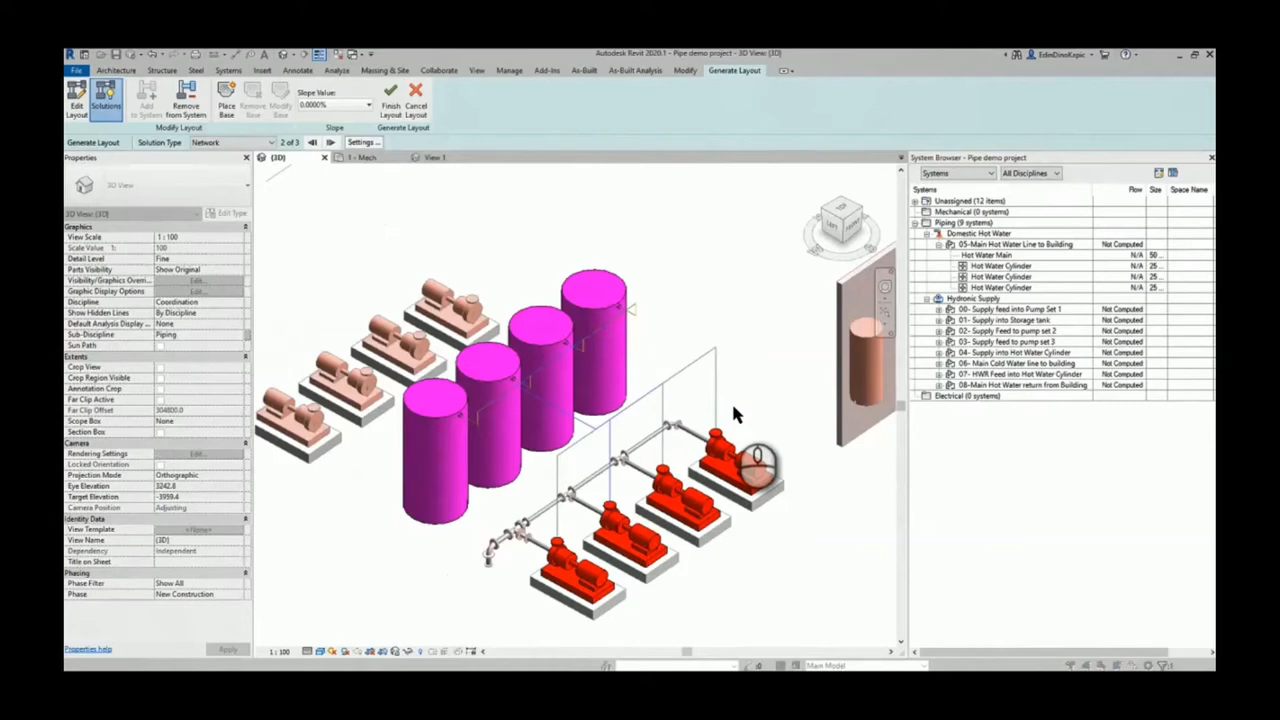 Autodesk Revit 2020.1 - Pipe demo project - 3D View: {3D}
EdinDinoKapic
File Architecture Structure Steel Systems Insert Annotate Analyze Massing & Site Collaborate View Manage Add-Ins As-Built As-Built Analysis Modify Generate Layout
Edit Layout
Solutions
Add to System
Remove from System
Place Base
Remove Base
Modify Base
Slope Value:
0.0000%
Finish Layout
Cancel Layout
Modify Layout Slope Generate Layout
Generate Layout Solution Type Network 2 of 3 Settings ...
Properties
{3D} 1 - Mech View 1
3D View
3D View: {3D} Edit Type
Graphics
View Scale 1 : 100
Scale Value 1: 100
Detail Level Fine
Parts Visibility Show Original
Visibility/Graphics Overri... Edit...
Graphic Display Options Edit...
Discipline Coordination
Show Hidden Lines By Discipline
Default Analysis Display ... None
Sub-Discipline Piping
Sun Path
Extents
Crop View
Crop Region Visible
Annotation Crop
Far Clip Active
Far Clip Offset 304800.0
Scope Box None
Section Box
Camera
Rendering Settings Edit...
Locked Orientation
Projection Mode Orthographic
Eye Elevation 3242.8
Target Elevation -3959.4
Camera Position Adjusting
Identity Data
View Template <None>
View Name {3D}
Dependency Independent
Title on Sheet
Phasing
Phase Filter Show All
Phase New Construction
Properties help Apply
LEFT FRONT
1 : 100
:0
Main Model
System Browser - Pipe demo project
Systems All Disciplines
Systems Flow Size Space Name
Unassigned (12 items)
Mechanical (0 systems)
Piping (9 systems)
Domestic Hot Water
05-Main Hot Water Line to Building Not Computed
Hot Water Main N/A 50 ...
Hot Water Cylinder N/A 25 ...
Hot Water Cylinder N/A 25 ...
Hot Water Cylinder N/A 25 ...
Hydronic Supply
00- Supply feed into Pump Set 1 Not Computed
01- Supply into Storage tank Not Computed
02- Supply Feed to pump set 2 Not Computed
03- Supply feed to pump set 3 Not Computed
04- Supply into Hot Water Cylinder Not Computed
06- Main Cold Water line to building Not Computed
07- HWR Feed into Hot Water Cylinder Not Computed
08-Main Hot Water return from Building Not Computed
Electrical (0 systems)